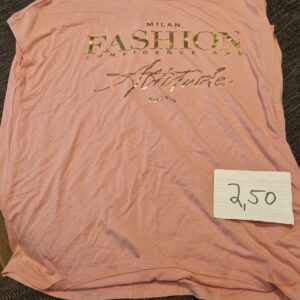 MILAN
FASHION
CONFIDENCE AND
Attitude
2,50